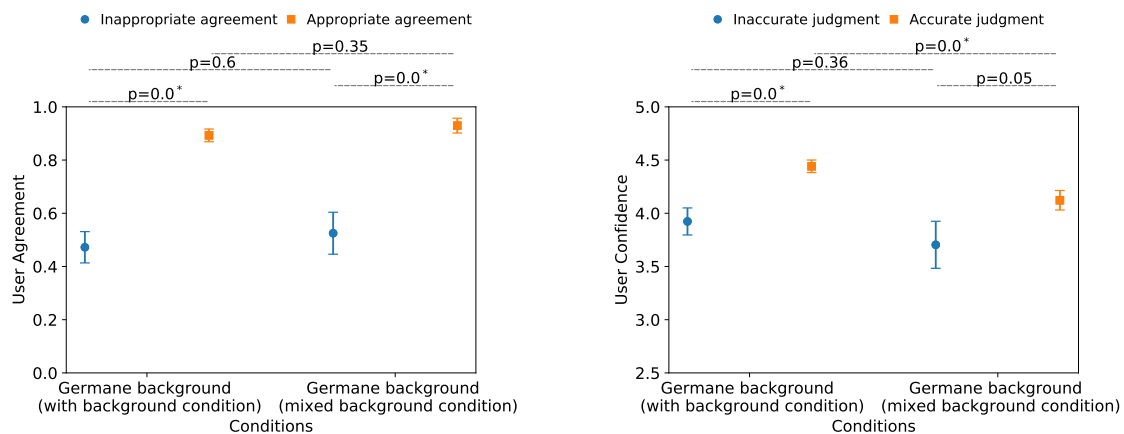 Inappropriate agreement Appropriate agreement
p=0.35
p=0.6
p=0.0*
p=0.0*
1.0
0.8
0.6
0.4
0.2
0.0
User Agreement
Germane background
(with background condition)
Germane background
(mixed background condition)
Conditions
Inaccurate judgment Accurate judgment
p=0.0*
p=0.36
p=0.05
p=0.0*
5.0
4.5
4.0
3.5
3.0
2.5
User Confidence
Germane background
(with background condition)
Germane background
(mixed background condition)
Conditions